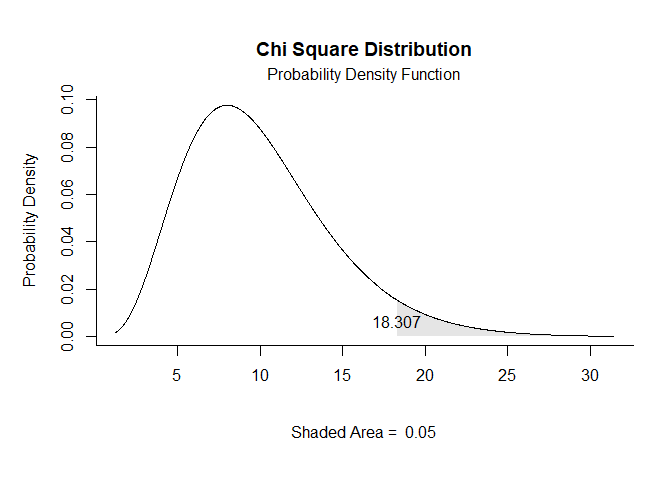 Chi Square Distribution
Probability Density Function
Probability Density
0.10
0.08
0.06
0.04
0.02
0.00
18.307
5 10 15 20 25 30
Shaded Area = 0.05